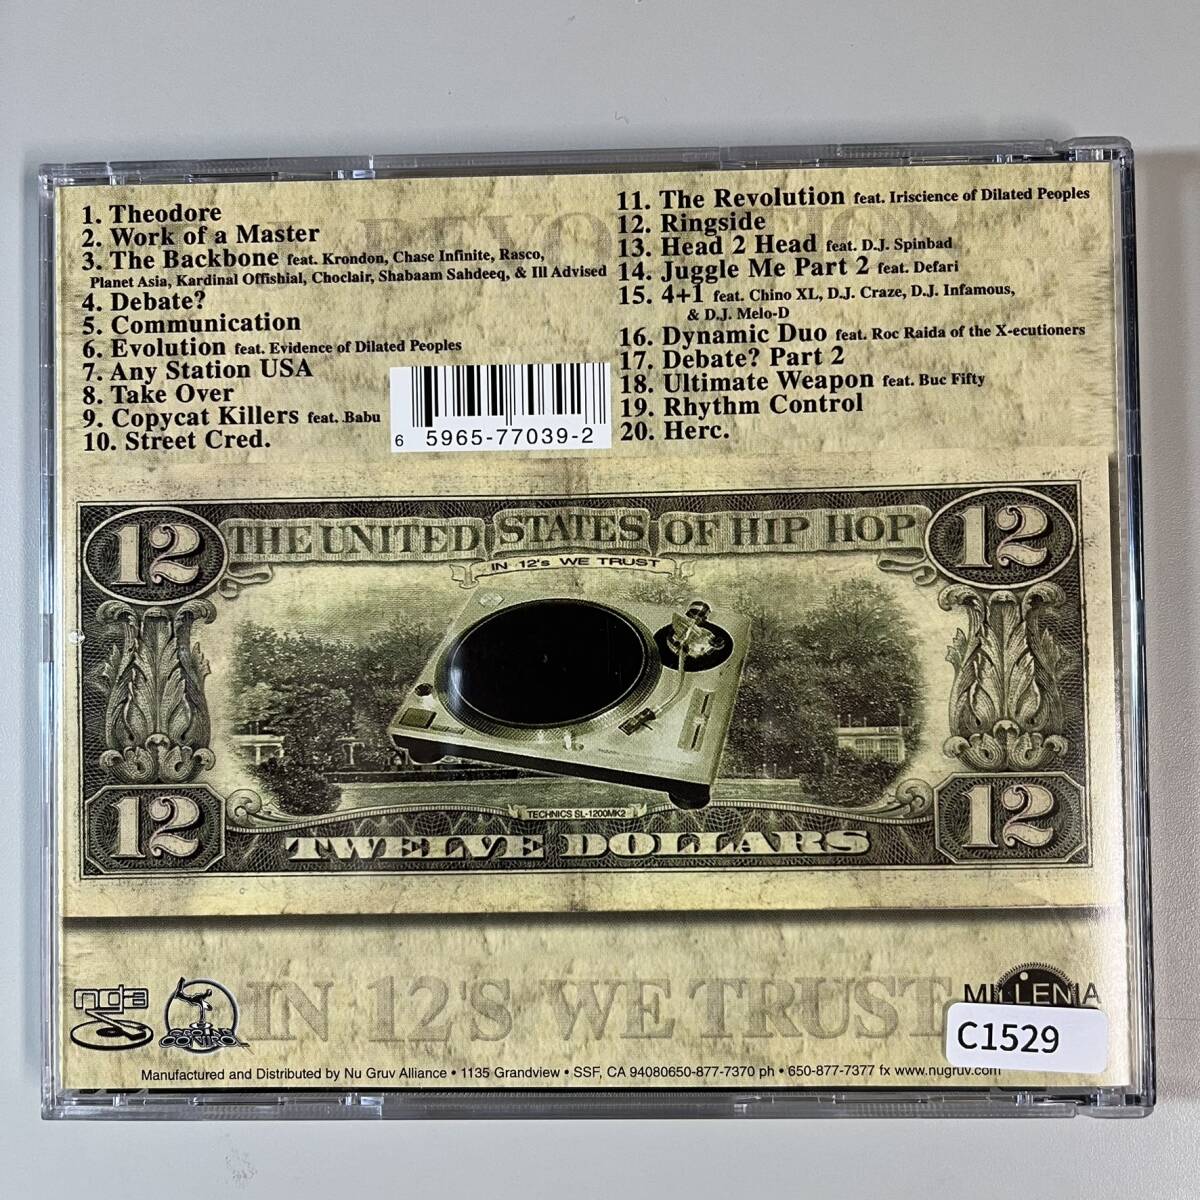 1. Theodore
2. Work of a Master
3. The Backbone feat. Krondon, Chase Infinite, Rasco,
Planet Asia, Kardinal Offishial, Choclair, Shabaam Sahdeeq, & Ill Advised
4. Debate?
5. Communication
6. Evolution feat. Evidence of Dilated Peoples
7. Any Station USA
8. Take Over
9. Copycat Killers feat. Babu
10. Street Cred.
6 5965-77039-2
11. The Revolution feat. Iriscience of Dilated Peoples
12. Ringside
13. Head 2 Head feat. D.J. Spinbad
14. Juggle Me Part 2 feat. Defari
15. 4+1 feat. Chino XL, D.J. Craze, D.J. Infamous,
& D.J. Melo-D
16. Dynamic Duo feat. Roc Raida of the X-ecutioners
17. Debate? Part 2
18. Ultimate Weapon feat. Buc Fifty
19. Rhythm Control
20. Herc.
12 THE UNITED STATES OF HIP HOP 12
IN 12's WE TRUST
TECHNICS SL-1200MK2
12 TWELVE DOLLARS 12
IN 12'S WE TRUST
MILLENIA
C1529
Manufactured and Distributed by Nu Gruv Alliance • 1135 Grandview • SSF, CA 94080650-877-7370 ph • 650-877-7377 fx www.nugruv.com